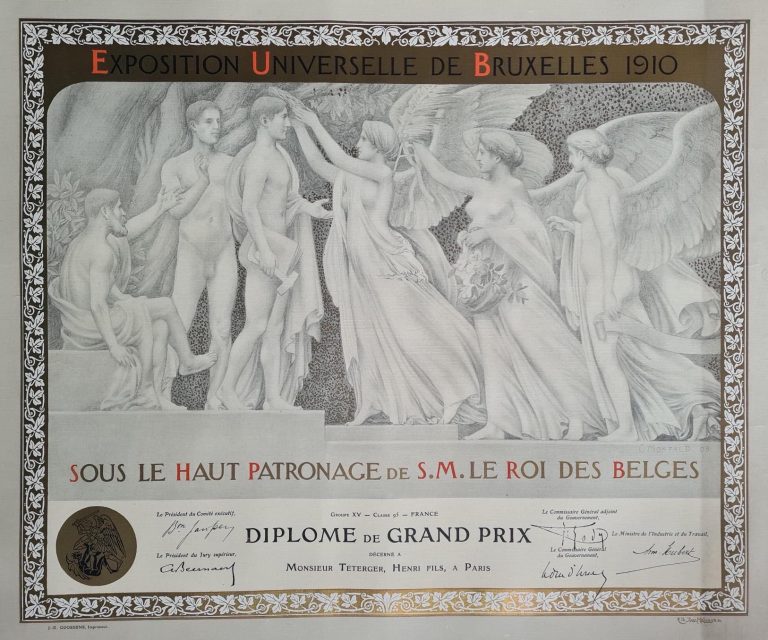 EXPOSITION UNIVERSELLE DE BRUXELLES 1910
C. MONTALD
SOUS LE HAUT PATRONAGE DE S.M. LE ROI DES BELGES
Le Président du Comité exécutif,
Le Président du Jury supérieur,
GROUPE XV — CLASSE 95 — FRANCE
DIPLOME DE GRAND PRIX
DÉCERNÉ A
MONSIEUR TETERGER, HENRI FILS, A PARIS
Le Commissaire Général adjoint
du Gouvernement,
Le Commissaire Général
du Gouvernement,
Le Ministre de l'Industrie et du Travail,
J.-E. GOOSSENS, Imprimeur.